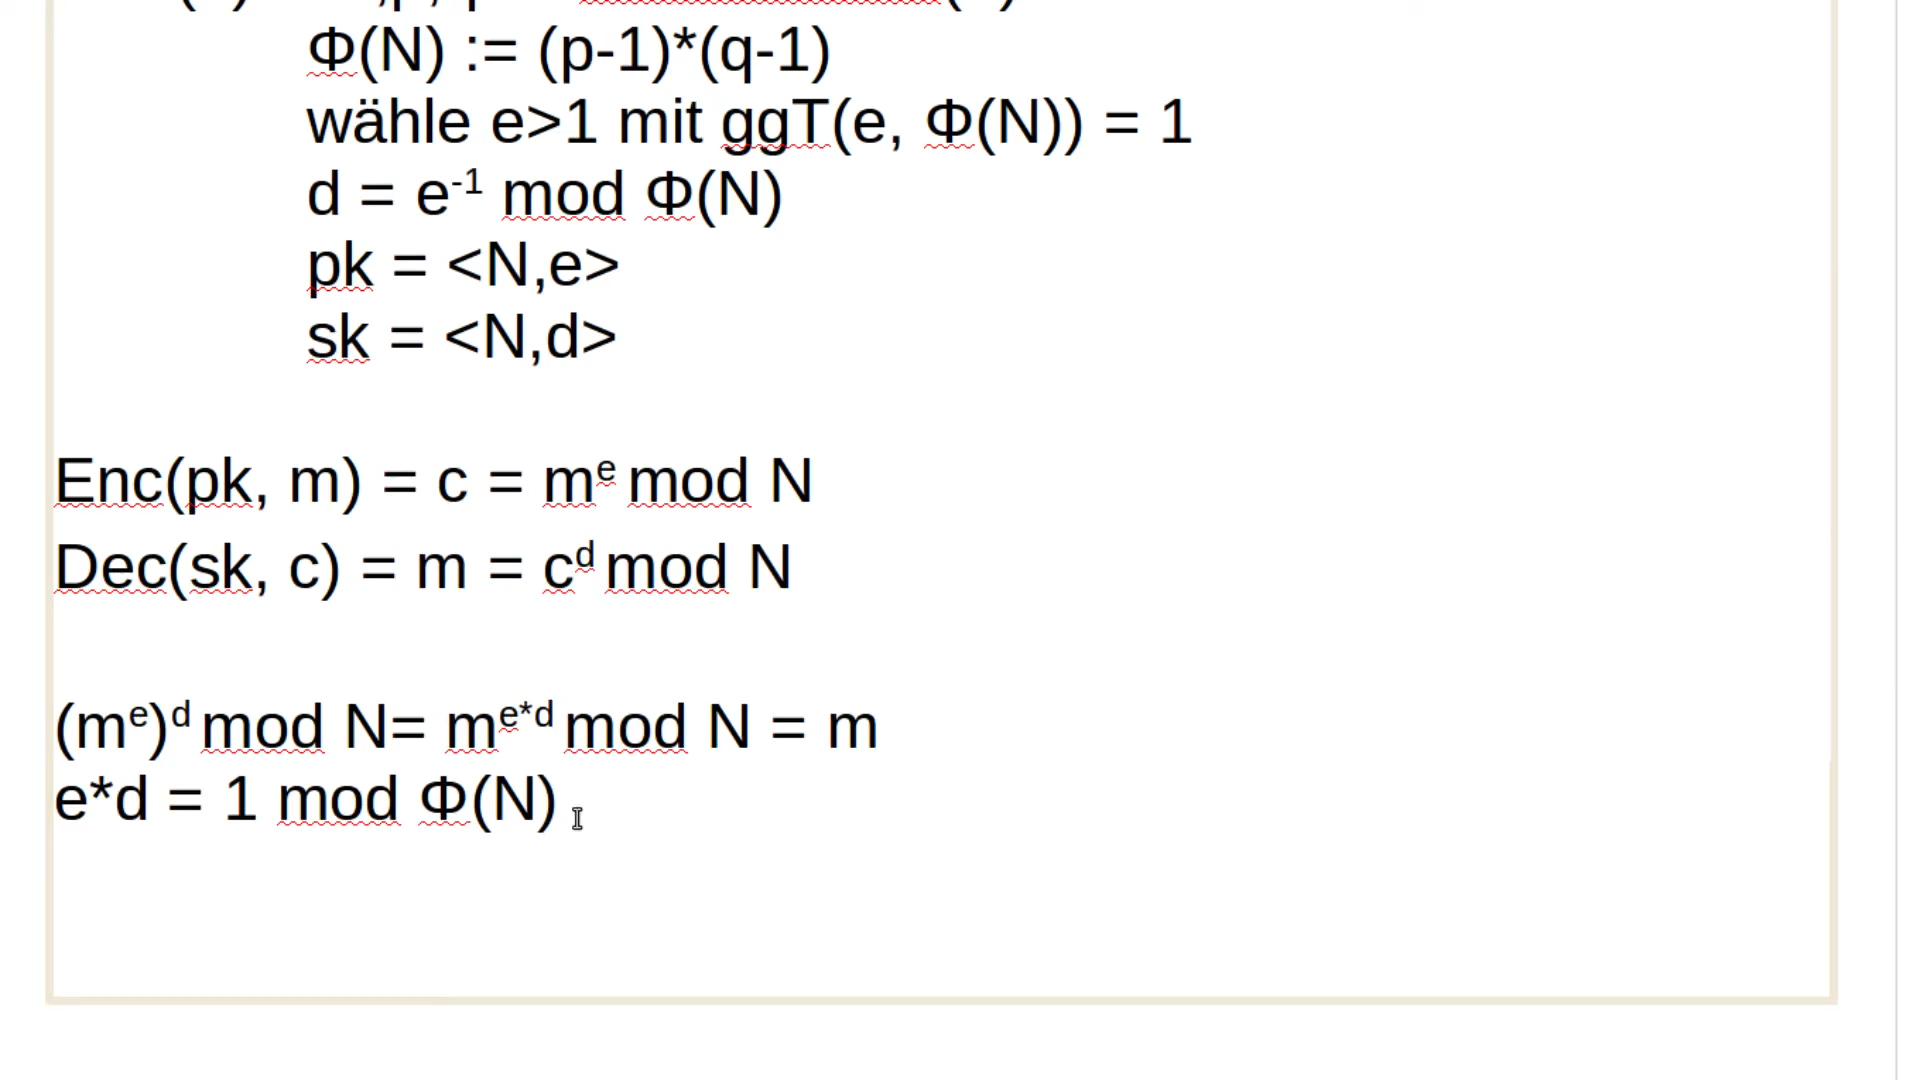 Φ(N) := (p-1)*(q-1)
wähle e>1 mit ggT(e, Φ(N)) = 1
d = e⁻¹ mod Φ(N)
pk = <N,e>
sk = <N,d>
Enc(pk, m) = c = mᵉ mod N
Dec(sk, c) = m = cᵈ mod N
(mᵉ)ᵈ mod N= mᵉ*ᵈ mod N = m
e*d = 1 mod Φ(N)